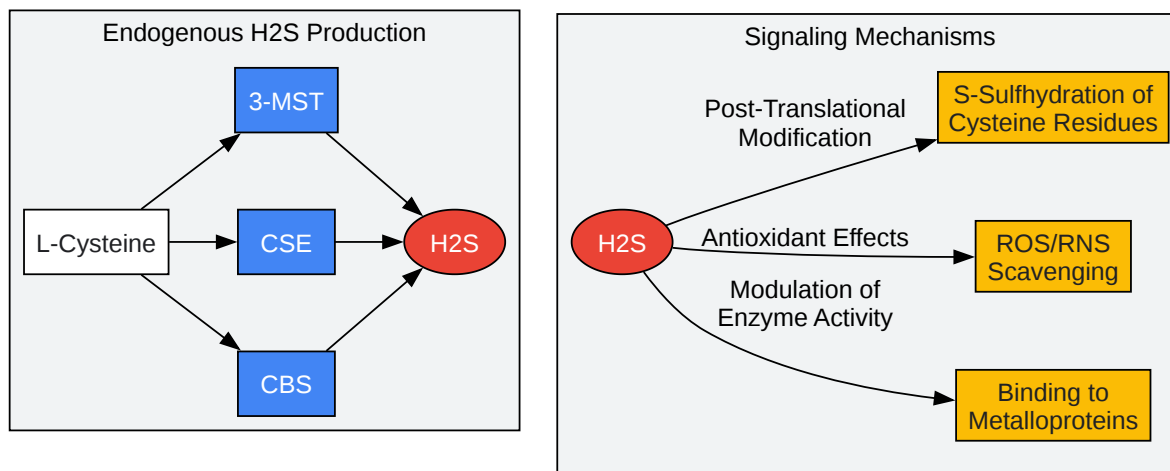 Endogenous H2S Production
3-MST
L-Cysteine
CSE
H2S
CBS
Signaling Mechanisms
Post-Translational
Modification
S-Sulfhydration of
Cysteine Residues
H2S
Antioxidant Effects
ROS/RNS
Scavenging
Modulation of
Enzyme Activity
Binding to
Metalloproteins